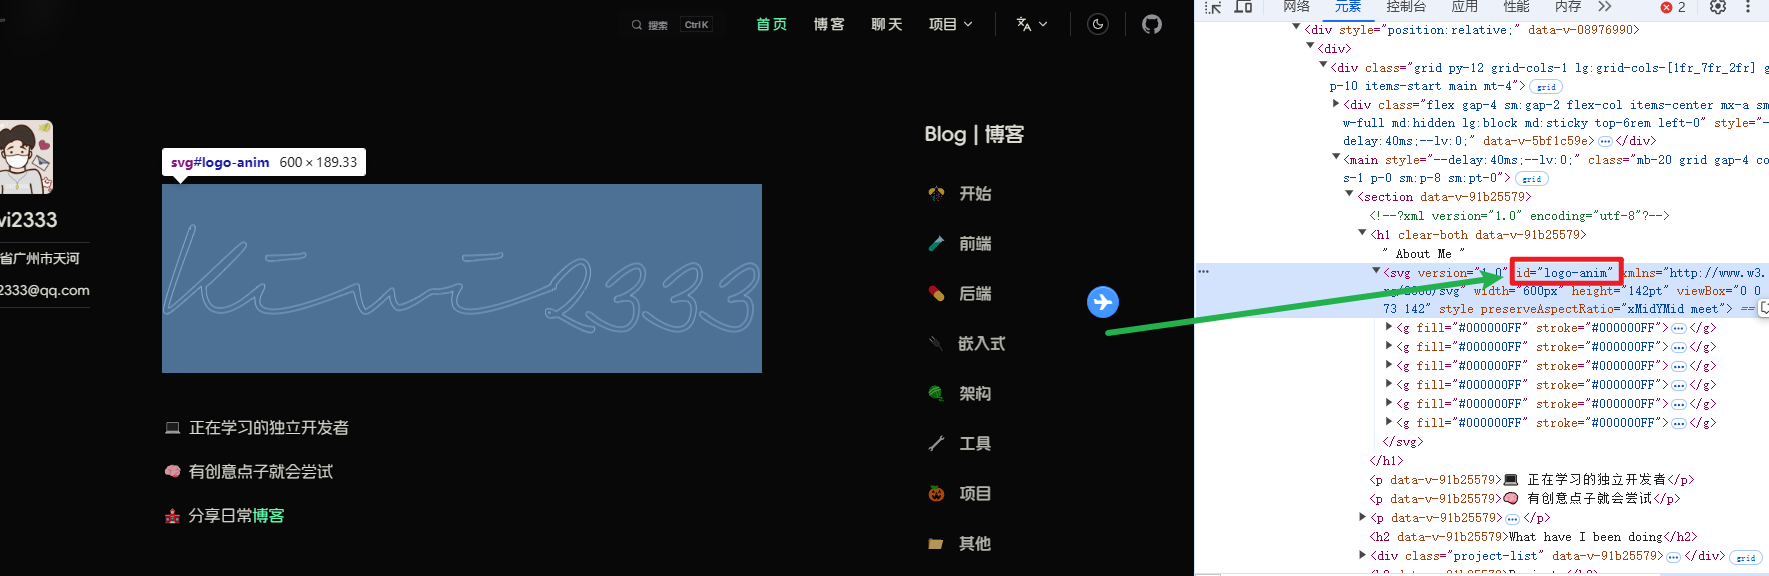 搜索 Ctrl K 首页 博客 聊天 项目
svg#logo-anim 600 × 189.33
Kiwi2333
vi2333
省广州市天河
2333@qq.com
💻 正在学习的独立开发者
🧠 有创意点子就会尝试
分享日常博客
Blog | 博客
开始
前端
后端
嵌入式
架构
工具
项目
其他
网络 元素 控制台 应用 性能 内存 2
<div style="position:relative;" data-v-08976990>
<div>
<div class="grid py-12 grid-cols-1 lg:grid-cols-[1fr_7fr_2fr] g
p-10 items-start main mt-4"> grid
<div class="flex gap-4 sm:gap-2 flex-col items-center mx-a sm
w-full md:hidden lg:block md:sticky top-6rem left-0" style="--
delay:40ms;--lv:0;" data-v-5bf1c59e> … </div>
<main style="--delay:40ms;--lv:0;" class="mb-20 grid gap-4 co
s-1 p-0 sm:p-8 sm:pt-0"> grid
<section data-v-91b25579>
<!--?xml version="1.0" encoding="utf-8"?-->
<h1 clear-both data-v-91b25579>
" About Me "
<svg version="1.0" id="logo-anim" xmlns="http://www.w3.
rg/2000/svg" width="600px" height="142pt" viewBox="0 0
73 142" style preserveAspectRatio="xMidYMid meet"> ==
<g fill="#000000FF" stroke="#000000FF"> … </g>
<g fill="#000000FF" stroke="#000000FF"> … </g>
<g fill="#000000FF" stroke="#000000FF"> … </g>
<g fill="#000000FF" stroke="#000000FF"> … </g>
<g fill="#000000FF" stroke="#000000FF"> … </g>
<g fill="#000000FF" stroke="#000000FF"> … </g>
</svg>
</h1>
<p data-v-91b25579>💻 正在学习的独立开发者</p>
<p data-v-91b25579>🧠 有创意点子就会尝试</p>
<p data-v-91b25579> … </p>
<h2 data-v-91b25579>What have I been doing</h2>
<div class="project-list" data-v-91b25579> … </div> grid